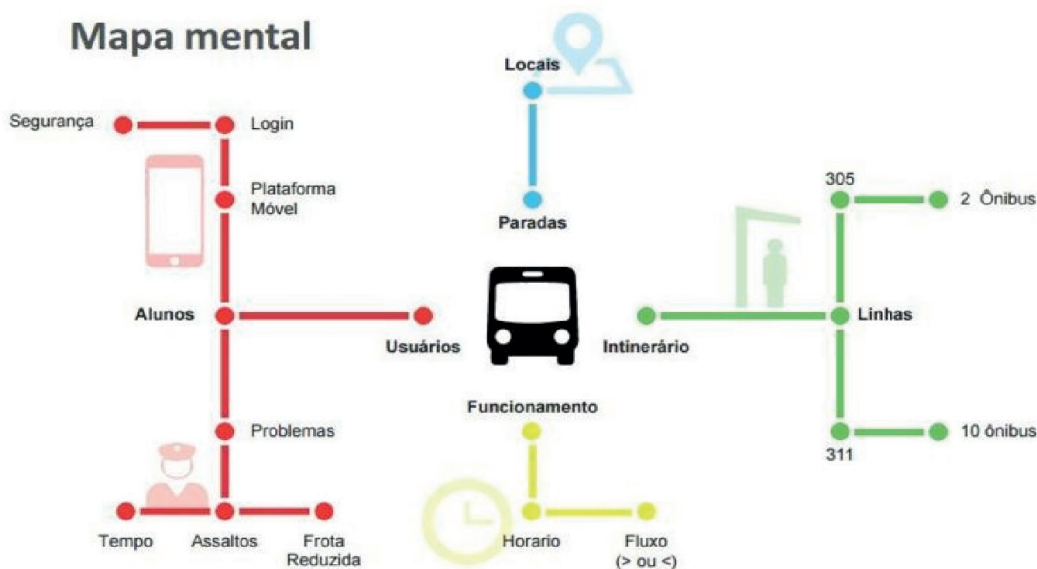 Mapa mental
Locais
Segurança
Login
Plataforma
Móvel
305
2 Ônibus
Paradas
Alunos
Usuários
Intinerário
Linhas
Funcionamento
Problemas
10 ônibus
311
Tempo
Assaltos
Frota
Reduzida
Horario
Fluxo
(> ou <)